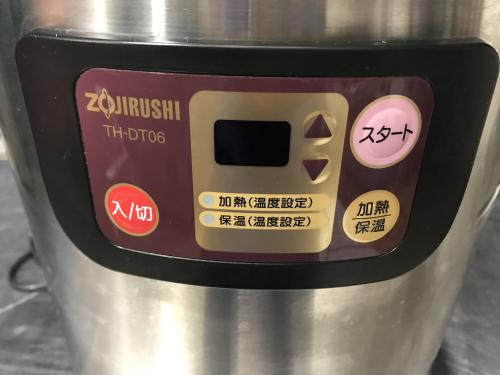 ZOJIRUSHI
TH-DT06
スタート
加熱(温度設定)
保温(温度設定)
入/切
加熱
保温